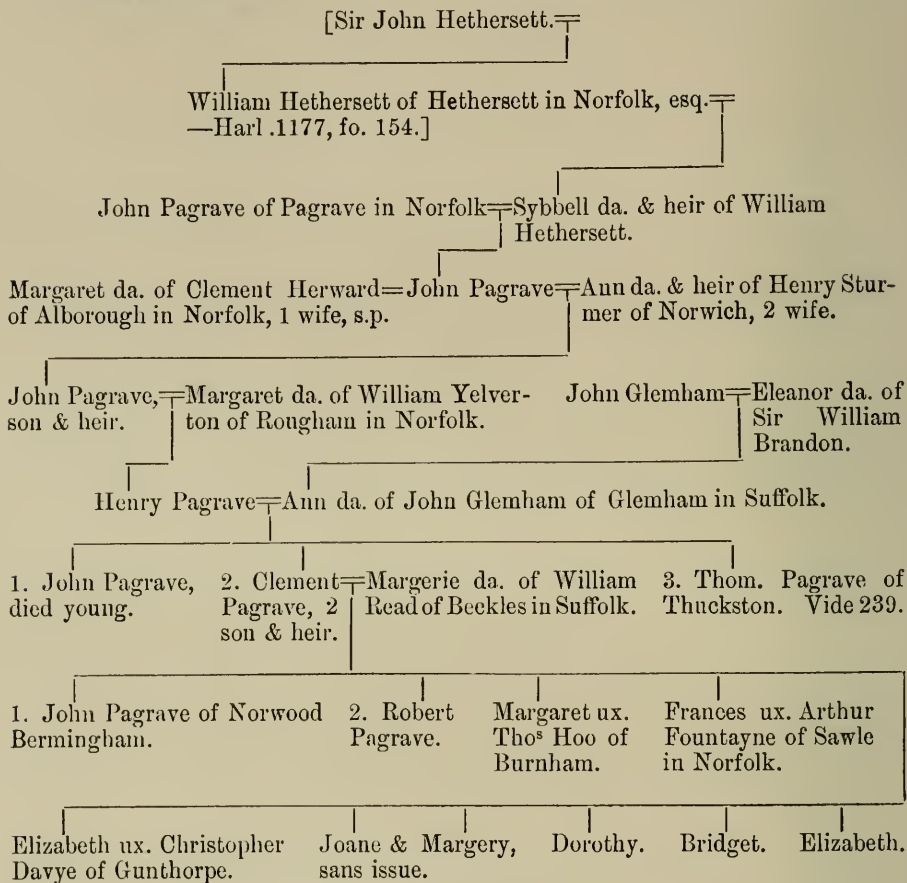 [Sir John Hethersett.=
William Hethersett of Hethersett in Norfolk, esq.=
—Harl .1177, fo. 154.]
John Pagrave of Pagrave in Norfolk=Sybbell da. & heir of William
Hethersett.
Margaret da. of Clement Herward=John Pagrave=Ann da. & heir of Henry Stur-
of Alborough in Norfolk, 1 wife, s.p.
mer of Norwich, 2 wife.
John Pagrave,=Margaret da. of William Yelver-
son & heir.
ton of Rougham in Norfolk.
John Glemham=Eleanor da. of
Sir William
Brandon.
Henry Pagrave=Ann da. of John Glemham of Glemham in Suffolk.
1. John Pagrave,
died young.
2. Clement=Margerie da. of William
Pagrave, 2
son & heir.
Read of Beckles in Suffolk.
3. Thom. Pagrave of
Thuckston. Vide 239.
1. John Pagrave of Norwood
Bermingham.
2. Robert
Pagrave.
Margaret ux.
Thoˢ Hoo of
Burnham.
Frances ux. Arthur
Fountayne of Sawle
in Norfolk.
Elizabeth ux. Christopher
Davye of Gunthorpe.
Joane & Margery,
sans issue.
Dorothy.
Bridget.
Elizabeth.